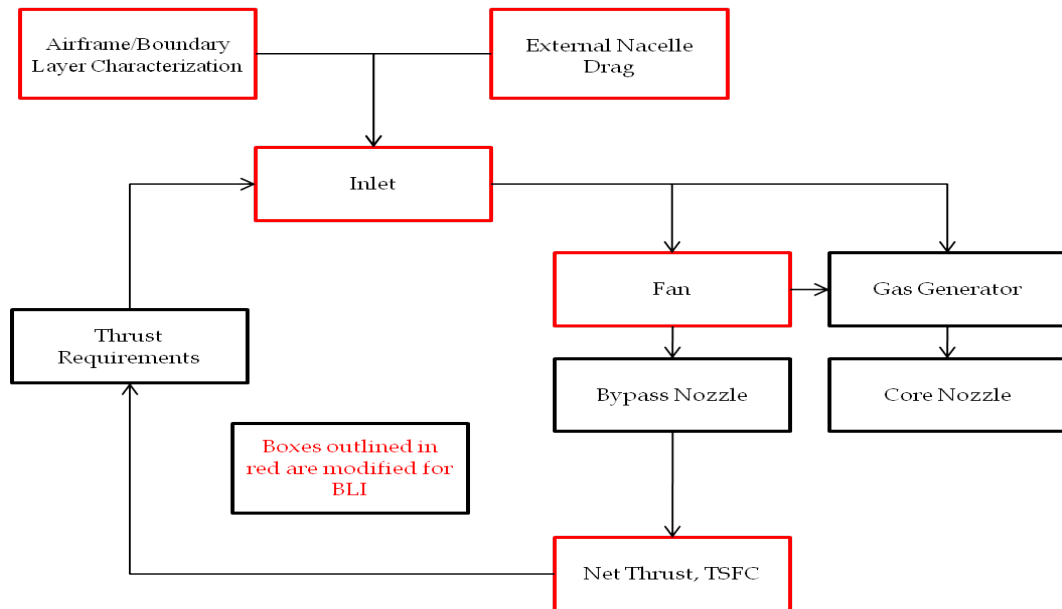 Airframe/Boundary
Layer Characterization
External Nacelle
Drag
Inlet
Fan
Gas Generator
Thrust
Requirements
Bypass Nozzle
Core Nozzle
Boxes outlined in
red are modified for
BLI
Net Thrust, TSFC